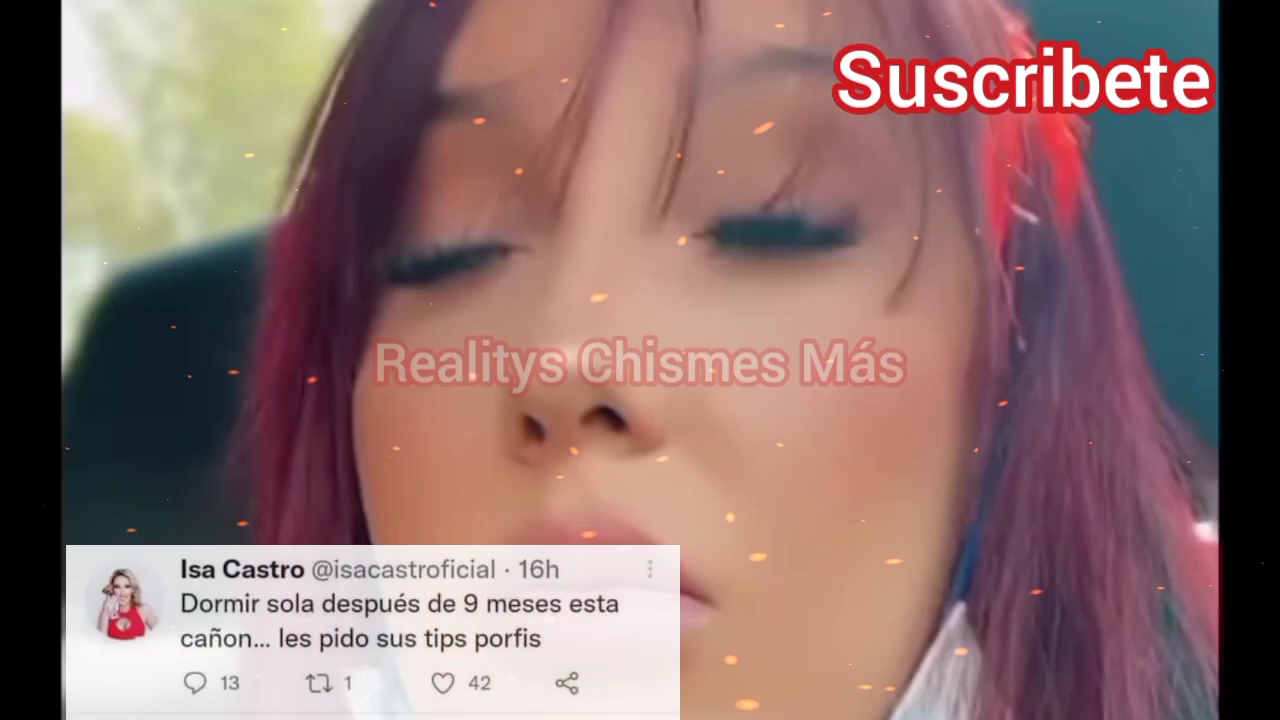 Suscribete
Realitys Chismes Más
Isa Castro @isacastroficial · 16h
Dormir sola después de 9 meses esta
cañon... les pido sus tips porfis
13 1 42